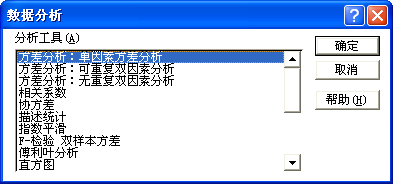 数据分析
分析工具(A)
方差分析：单因素方差分析
方差分析：可重复双因素分析
方差分析：无重复双因素分析
相关系数
协方差
描述统计
指数平滑
F-检验 双样本方差
傅利叶分析
直方图
确定
取消
帮助(H)